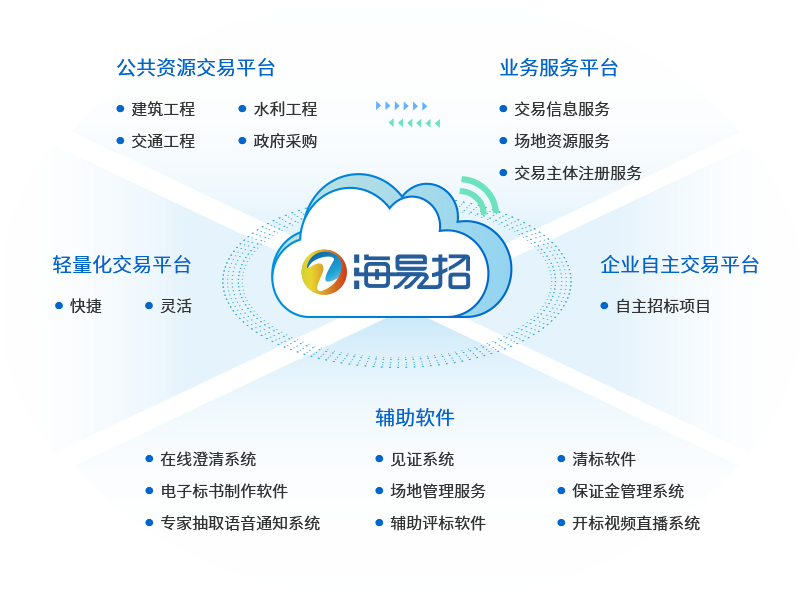 公共资源交易平台
建筑工程 水利工程
交通工程 政府采购
业务服务平台
交易信息服务
场地资源服务
交易主体注册服务
海易招
轻量化交易平台
快捷 灵活
企业自主交易平台
自主招标项目
辅助软件
在线澄清系统 见证系统 清标软件
电子标书制作软件 场地管理服务 保证金管理系统
专家抽取语音通知系统 辅助评标软件 开标视频直播系统